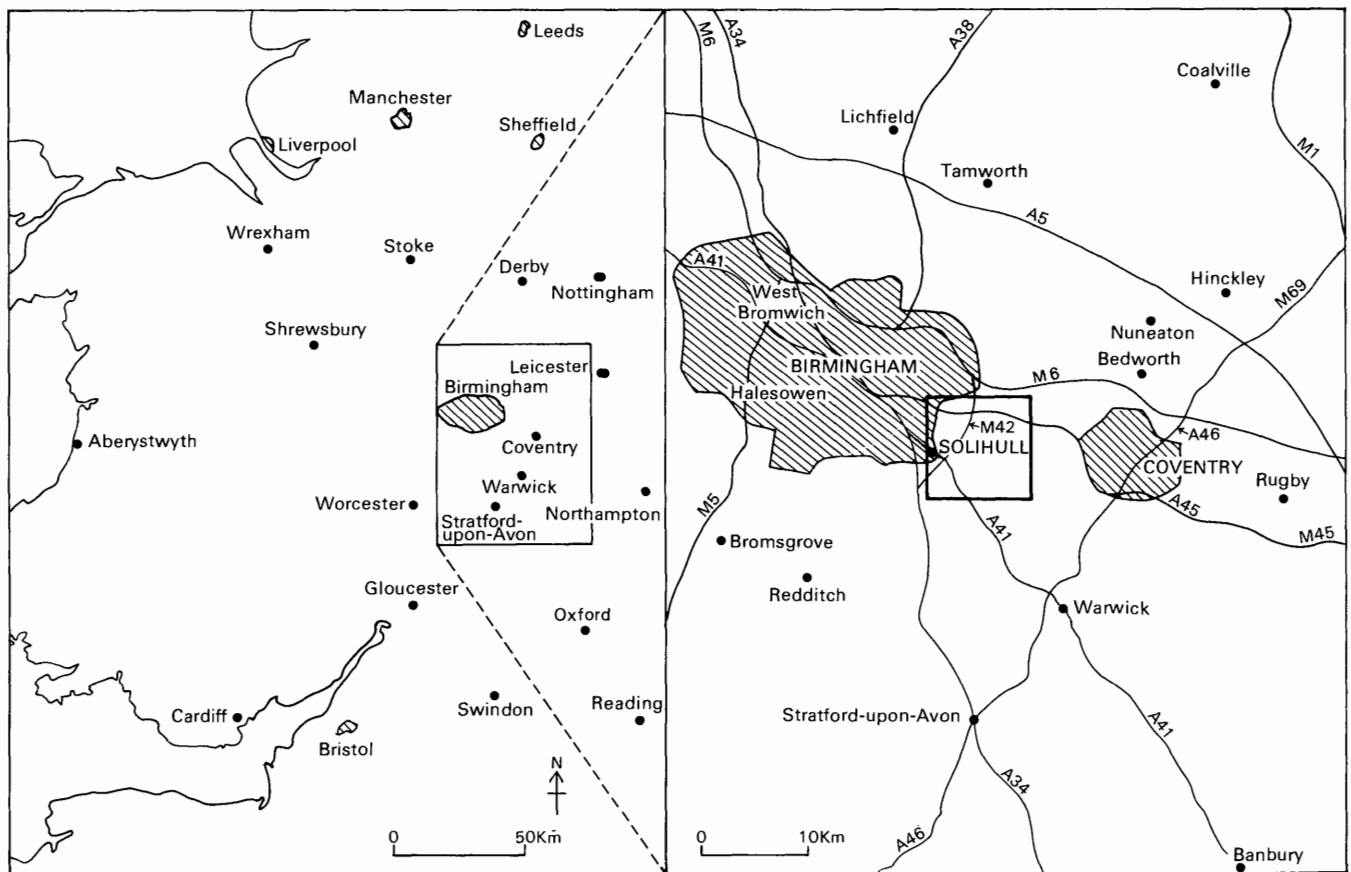 Leeds
Manchester
Sheffield
Liverpool
Wrexham
Stoke
Derby
Nottingham
Shrewsbury
Leicester
Birmingham
Aberystwyth
Coventry
Warwick
Worcester
Stratford-
upon-Avon
Northampton
Gloucester
Oxford
Cardiff
Swindon
Reading
Bristol
N
0
50Km
M6
A34
A38
Coalville
Lichfield
M1
Tamworth
A5
A41
Hinckley
M69
West
Bromwich
Nuneaton
Bedworth
BIRMINGHAM
M6
Halesowen
M42
A46
SOLIHULL
COVENTRY
Rugby
M5
A45
M45
A41
Bromsgrove
Redditch
Warwick
Stratford-upon-Avon
A41
A34
A46
0
10Km
Banbury